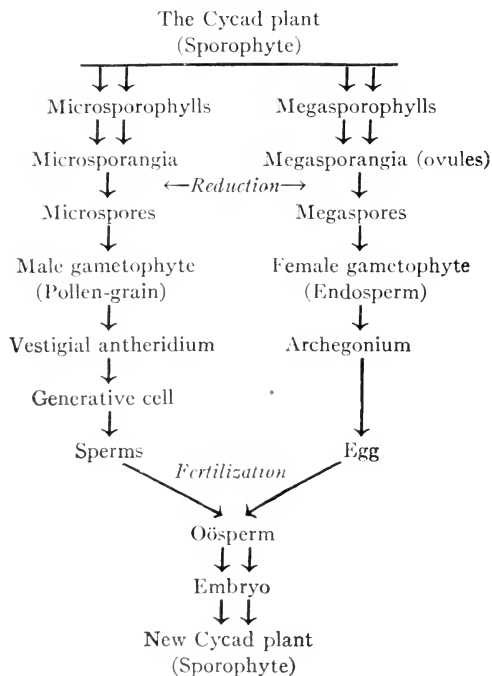 The Cycad plant
(Sporophyte)
Microsporophylls Megasporophylls
Microsporangia Megasporangia (ovules)
←Reduction→
Microspores Megaspores
Male gametophyte Female gametophyte
(Pollen-grain) (Endosperm)
Vestigial antheridium Archegonium
Generative cell
Sperms Egg
Fertilization
Oösperm
Embryo
New Cycad plant
(Sporophyte)